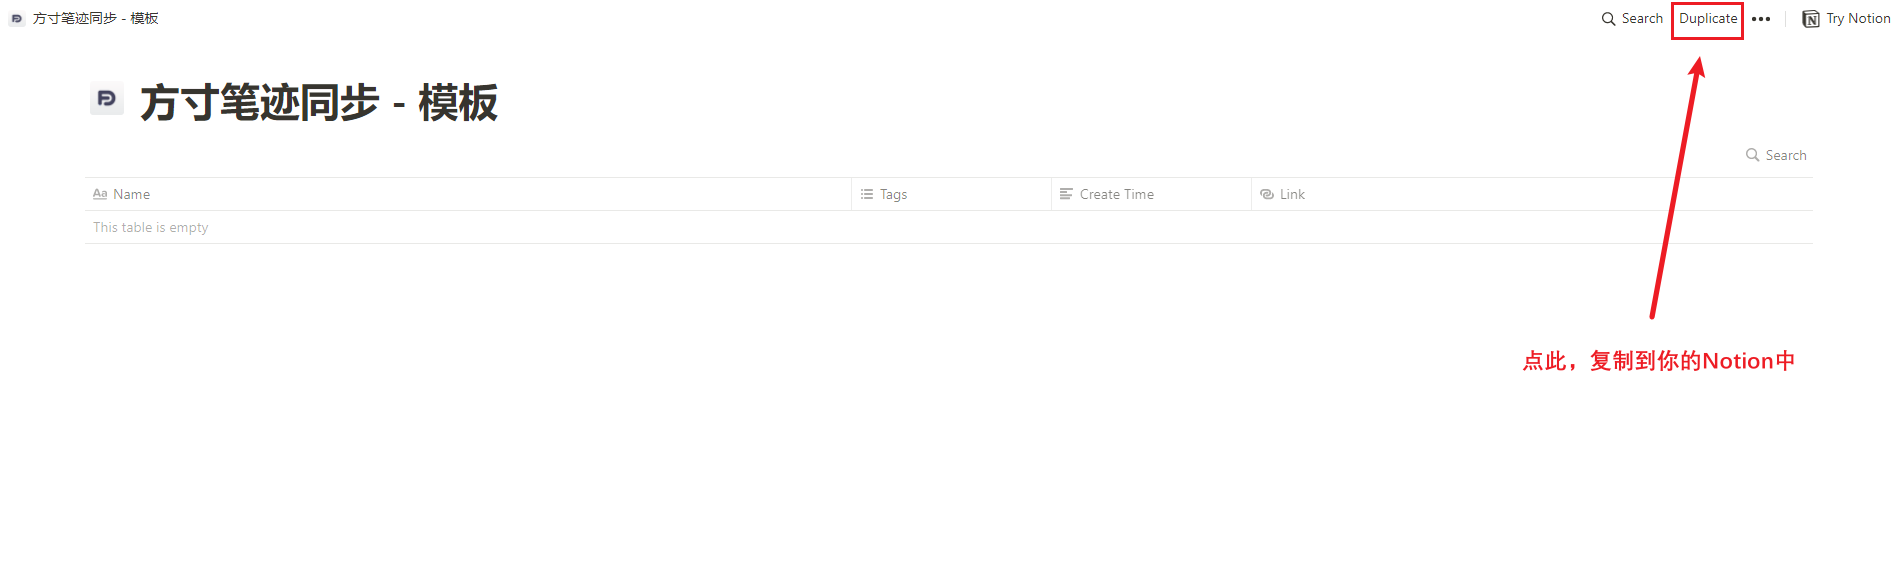 方寸笔迹同步 - 模板
Search Duplicate ••• Try Notion
方寸笔迹同步 - 模板
Search
Aa Name Tags Create Time Link
This table is empty
点此，复制到你的Notion中